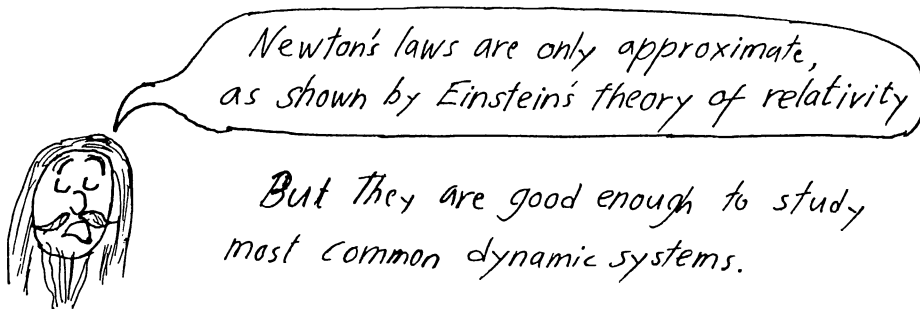 Newton's laws are only approximate,
as shown by Einstein's theory of relativity
But they are good enough to study
most common dynamic systems.